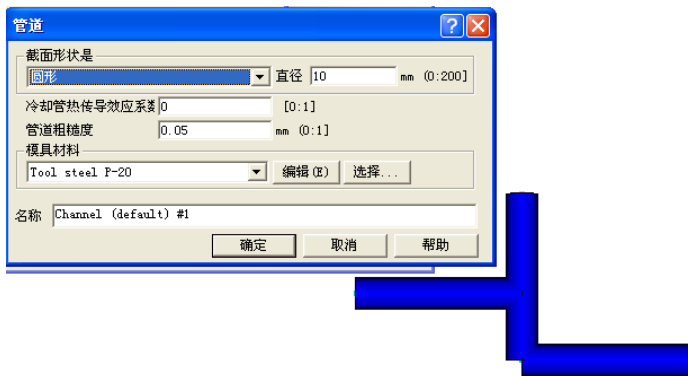 管道
截面形状是
圆形 直径 10 mm (0:200]
冷却管热传导效应系数 0 [0:1]
管道粗糙度 0.05 mm (0:1]
模具材料
Tool steel P-20 编辑(E) 选择...
名称 Channel (default) #1
确定 取消 帮助